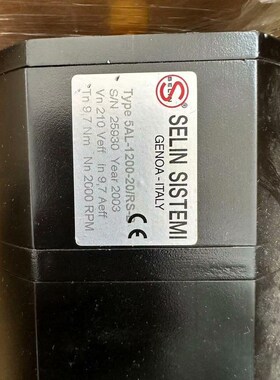 SELIN SISTEMI
GENOA - ITALY
Type 5AL-1200-20/RS-
S/N 25930 Year 2003
Vn 210 Veff In 9,7 Aeff
Tn 9,7 Nm Nn 2000 RPM
CE